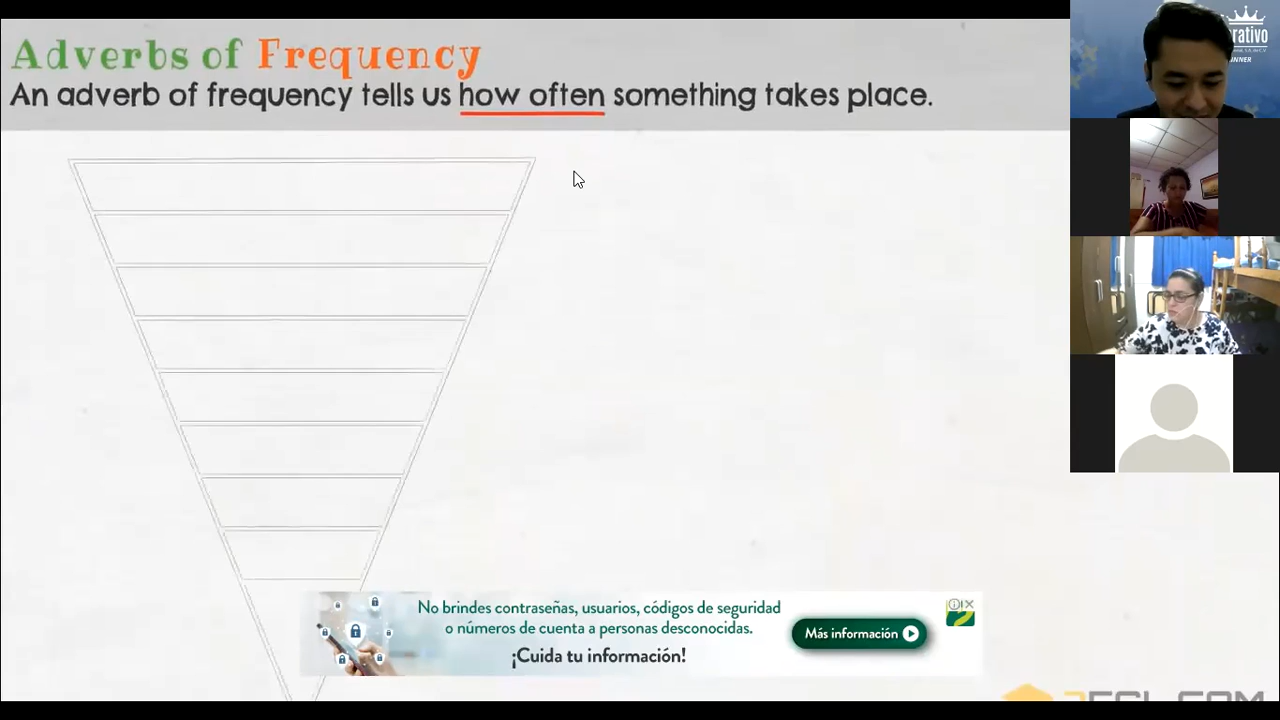 Adverbs of Frequency
An adverb of frequency tells us how often something takes place.
No brindes contraseñas, usuarios, códigos de seguridad
o números de cuenta a personas desconocidas.
¡Cuida tu información!
Más información